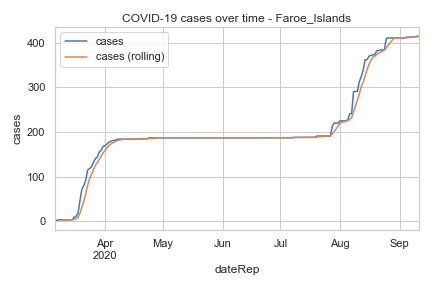 COVID-19 cases over time - Faroe_Islands
cases
cases (rolling)
400
300
200
100
0
cases
Apr
2020
May
Jun
Jul
Aug
Sep
dateRep